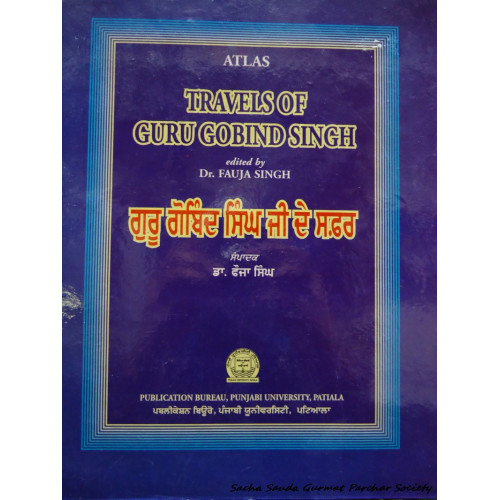 ATLAS
TRAVELS OF
GURU GOBIND SINGH
edited by
Dr. FAUJA SINGH
ਗੁਰੂ ਗੋਬਿੰਦ ਸਿੰਘ ਜੀ ਦੇ ਸਫ਼ਰ
ਸੰਪਾਦਕ
ਡਾ. ਫੌਜਾ ਸਿੰਘ
PUBLICATION BUREAU, PUNJABI UNIVERSITY, PATIALA
ਪਬਲੀਕੇਸ਼ਨ ਬਿਊਰੋ, ਪੰਜਾਬੀ ਯੂਨੀਵਰਸਿਟੀ, ਪਟਿਆਲਾ
Sacha Sauda Gurmat Parchar Society